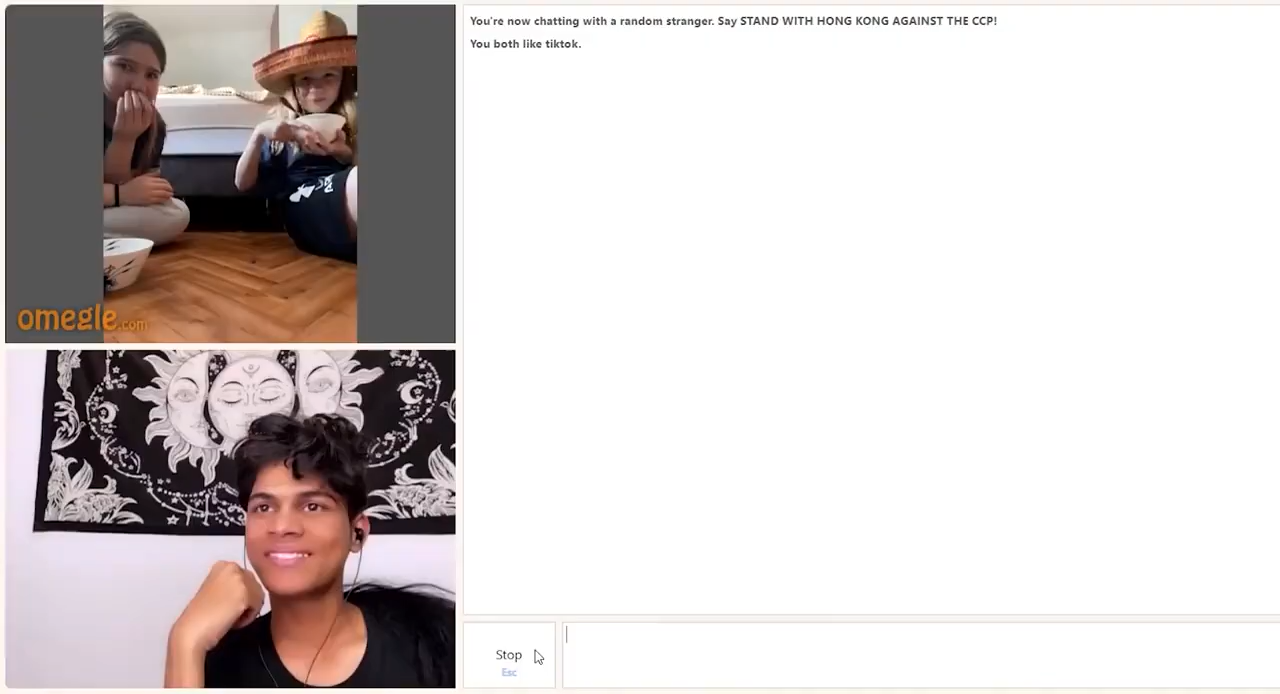 You're now chatting with a random stranger. Say STAND WITH HONG KONG AGAINST THE CCP!
You both like tiktok.
omegle.com
Stop
Esc